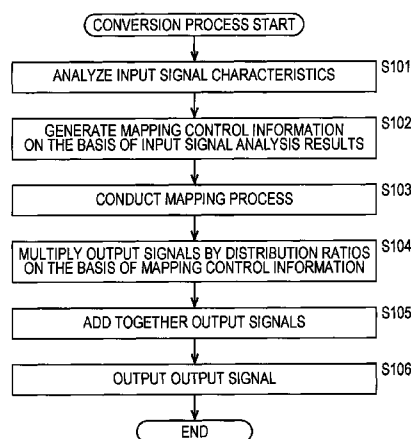 CONVERSION PROCESS START
S101
ANALYZE INPUT SIGNAL CHARACTERISTICS
S102
GENERATE MAPPING CONTROL INFORMATION
ON THE BASIS OF INPUT SIGNAL ANALYSIS RESULTS
S103
CONDUCT MAPPING PROCESS
S104
MULTIPLY OUTPUT SIGNALS BY DISTRIBUTION RATIOS
ON THE BASIS OF MAPPING CONTROL INFORMATION
S105
ADD TOGETHER OUTPUT SIGNALS
S106
OUTPUT OUTPUT SIGNAL
END